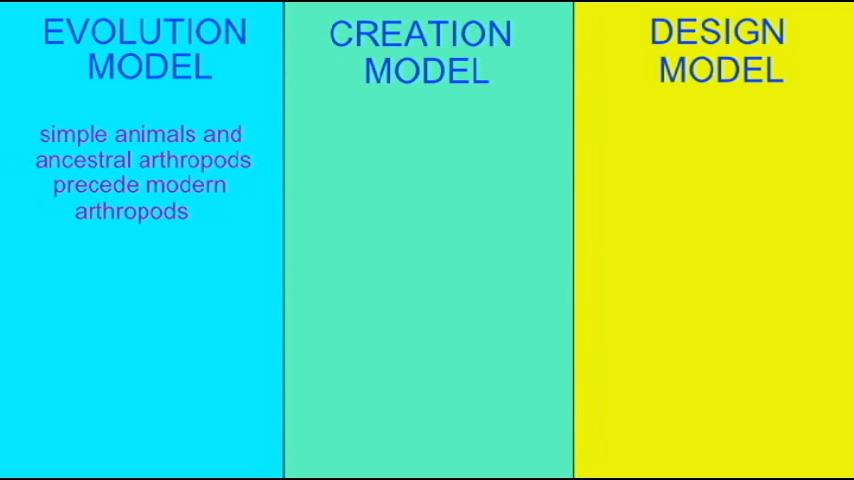 EVOLUTION
MODEL
simple animals and
ancestral arthropods
precede modern
arthropods
CREATION
MODEL
DESIGN
MODEL